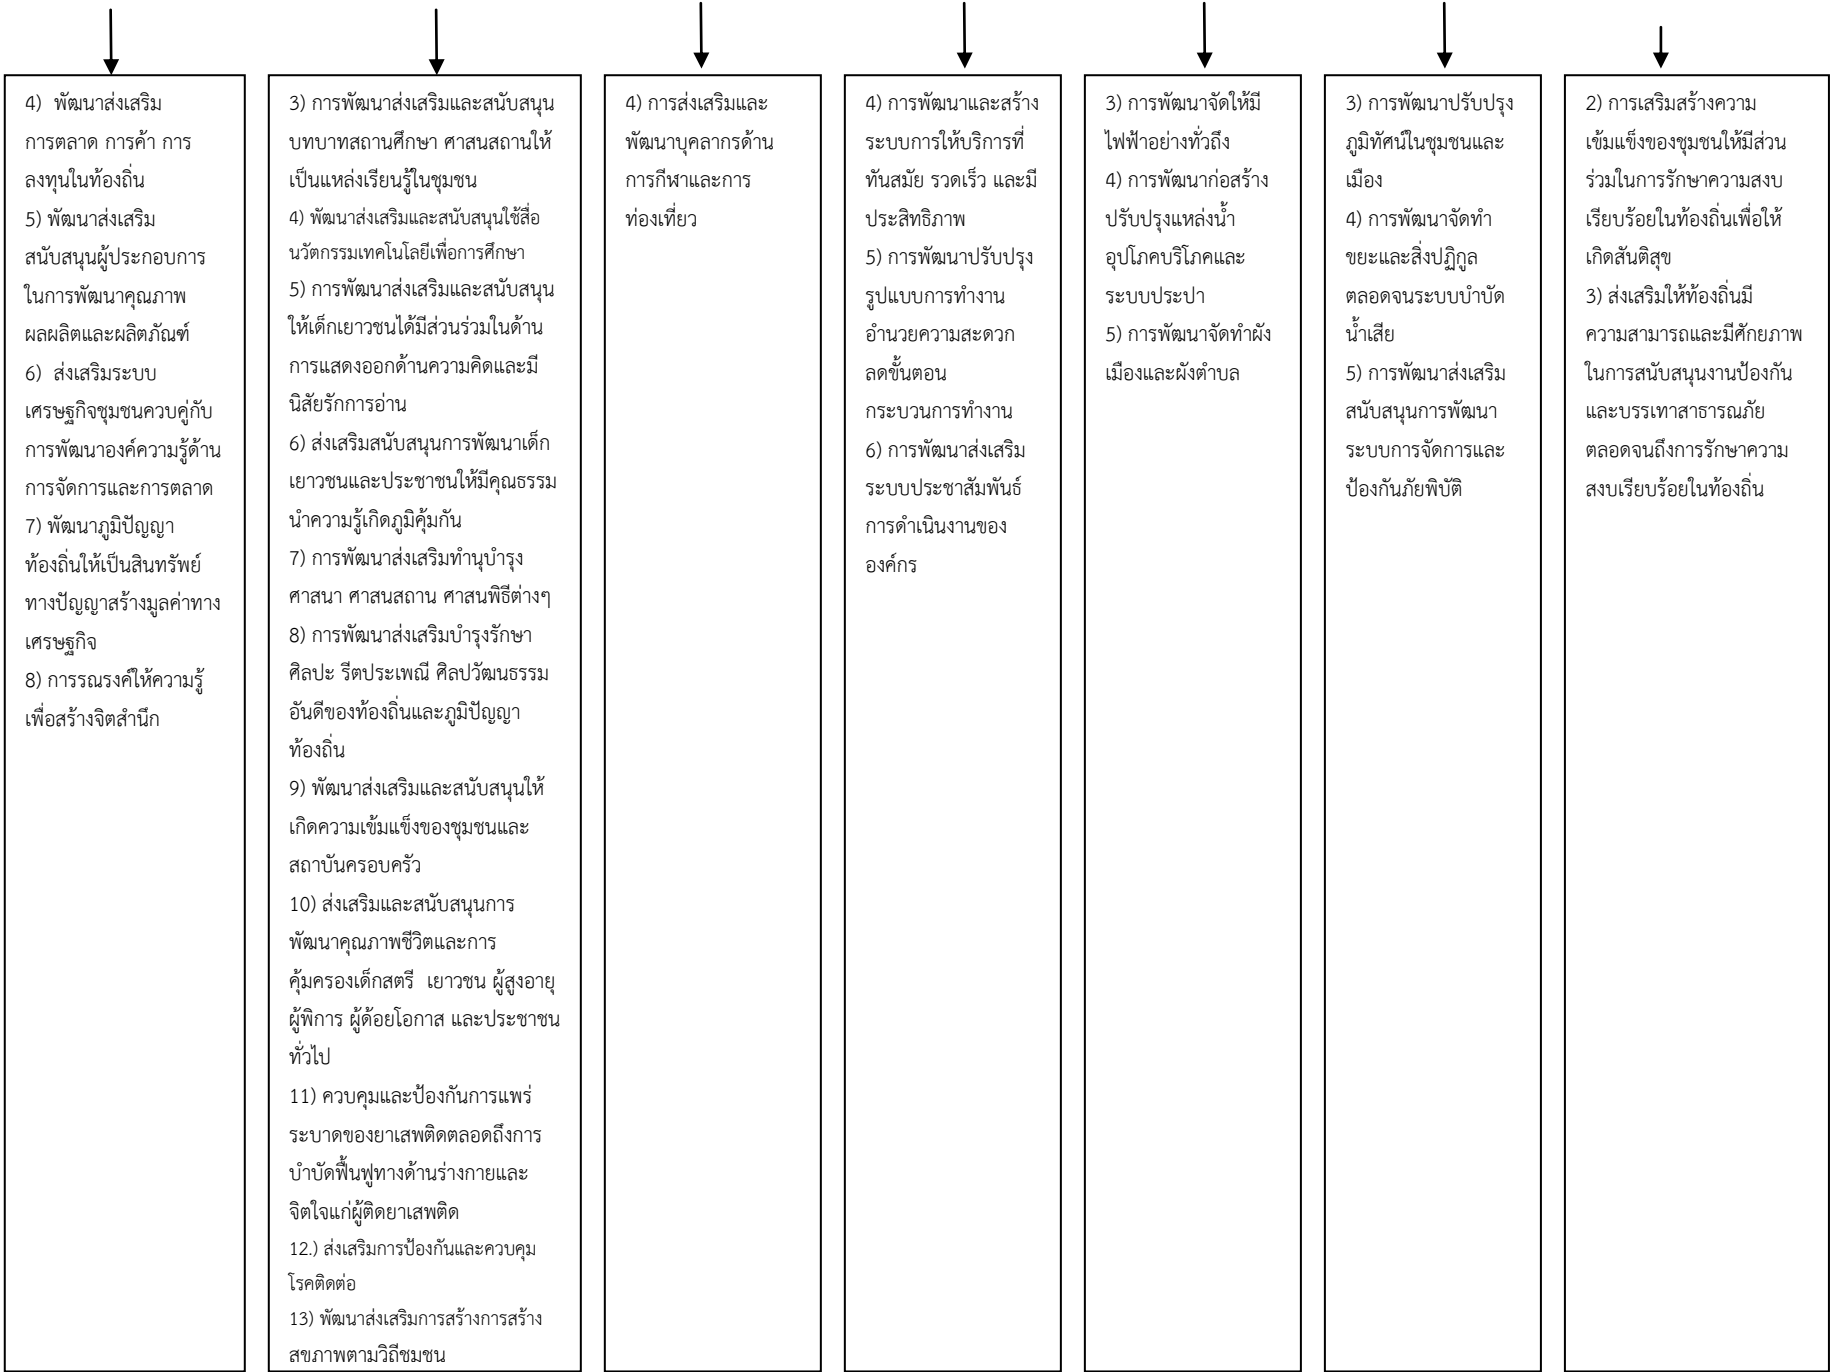 4)  พัฒนาส่งเสริม
การตลาด การค้า การ
ลงทุนในท้องถิ่น
5) พัฒนาส่งเสริม
สนับสนุนผู้ประกอบการ
ในการพัฒนาคุณภาพ
ผลผลิตและผลิตภัณฑ์
6)  ส่งเสริมระบบ
เศรษฐกิจชุมชนควบคู่กับ
การพัฒนาองค์ความรู้ด้าน
การจัดการและการตลาด
7) พัฒนาภูมิปัญญา
ท้องถิ่นให้เป็นสินทรัพย์
ทางปัญญาสร้างมูลค่าทาง
เศรษฐกิจ
8) การรณรงค์ให้ความรู้
เพื่อสร้างจิตสำนึก
3) การพัฒนาส่งเสริมและสนับสนุน
บทบาทสถานศึกษา ศาสนสถานให้
เป็นแหล่งเรียนรู้ในชุมชน
4) พัฒนาส่งเสริมและสนับสนุนใช้สื่อ
นวัตกรรมเทคโนโลยีเพื่อการศึกษา
5) การพัฒนาส่งเสริมและสนับสนุน
ให้เด็กเยาวชนได้มีส่วนร่วมในด้าน
การแสดงออกด้านความคิดและมี
นิสัยรักการอ่าน
6) ส่งเสริมสนับสนุนการพัฒนาเด็ก
เยาวชนและประชาชนให้มีคุณธรรม
นำความรู้เกิดภูมิคุ้มกัน
7) การพัฒนาส่งเสริมทำนุบำรุง
ศาสนา ศาสนสถาน ศาสนพิธีต่างๆ
8) การพัฒนาส่งเสริมบำรุงรักษา
ศิลปะ รีตประเพณี ศิลปวัฒนธรรม
อันดีของท้องถิ่นและภูมิปัญญา
ท้องถิ่น
9) พัฒนาส่งเสริมและสนับสนุนให้
เกิดความเข้มแข็งของชุมชนและ
สถาบันครอบครัว
10) ส่งเสริมและสนับสนุนการ
พัฒนาคุณภาพชีวิตและการ
คุ้มครองเด็กสตรี  เยาวชน ผู้สูงอายุ
ผู้พิการ ผู้ด้อยโอกาส และประชาชน
ทั่วไป
11) ควบคุมและป้องกันการแพร่
ระบาดของยาเสพติดตลอดถึงการ
บำบัดฟื้นฟูทางด้านร่างกายและ
จิตใจแก่ผู้ติดยาเสพติด
12.) ส่งเสริมการป้องกันและควบคุม
โรคติดต่อ
13) พัฒนาส่งเสริมการสร้างการสร้าง
สุขภาพตามวิถีชุมชน
4) การส่งเสริมและ
พัฒนาบุคลากรด้าน
การกีฬาและการ
ท่องเที่ยว
4) การพัฒนาและสร้าง
ระบบการให้บริการที่
ทันสมัย รวดเร็ว และมี
ประสิทธิภาพ
5) การพัฒนาปรับปรุง
รูปแบบการทำงาน
อำนวยความสะดวก
ลดขั้นตอน
กระบวนการทำงาน
6) การพัฒนาส่งเสริม
ระบบประชาสัมพันธ์
การดำเนินงานของ
องค์กร
3) การพัฒนาจัดให้มี
ไฟฟ้าอย่างทั่วถึง
4) การพัฒนาก่อสร้าง
ปรับปรุงแหล่งน้ำ
อุปโภคบริโภคและ
ระบบประปา
5) การพัฒนาจัดทำผัง
เมืองและผังตำบล
3) การพัฒนาปรับปรุง
ภูมิทัศน์ในชุมชนและ
เมือง
4) การพัฒนาจัดทำ
ขยะและสิ่งปฏิกูล
ตลอดจนระบบบำบัด
น้ำเสีย
5) การพัฒนาส่งเสริม
สนับสนุนการพัฒนา
ระบบการจัดการและ
ป้องกันภัยพิบัติ
2) การเสริมสร้างความ
เข้มแข็งของชุมชนให้มีส่วน
ร่วมในการรักษาความสงบ
เรียบร้อยในท้องถิ่นเพื่อให้
เกิดสันติสุข
3) ส่งเสริมให้ท้องถิ่นมี
ความสามารถและมีศักยภาพ
ในการสนับสนุนงานป้องกัน
และบรรเทาสาธารณภัย
ตลอดจนถึงการรักษาความ
สงบเรียบร้อยในท้องถิ่น